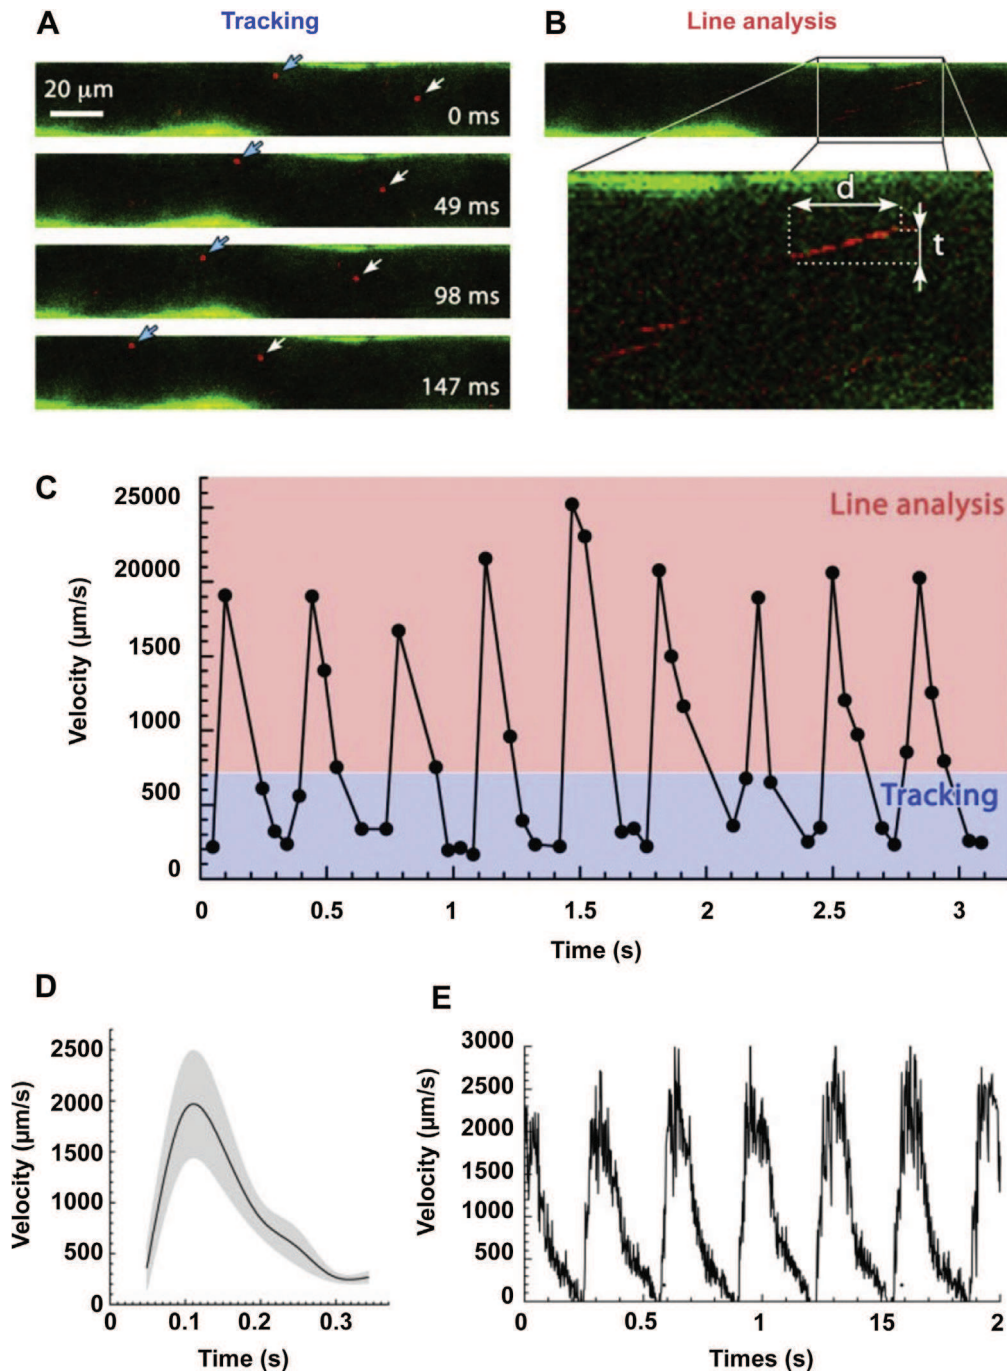 A
Tracking
B
Line analysis
20 µm
0 ms
49 ms
98 ms
147 ms
d
t
C
Line analysis
Tracking
Velocity (µm/s)
25000
20000
1500
1000
500
0
0 0.5 1 1.5 2 2.5 3
Time (s)
D
Velocity (µm/s)
2500
2000
1500
1000
500
0
0 0.1 0.2 0.3
Time (s)
E
Velocity (µm/s)
3000
2500
2000
1500
1000
500
0
0 0.5 1 15 2
Times (s)